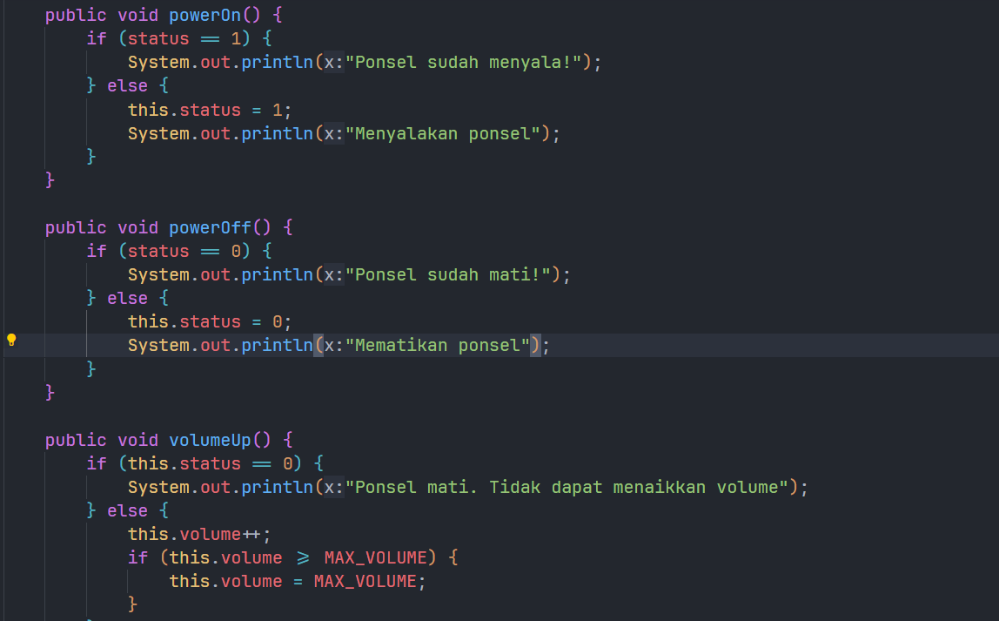 public void powerOn() {
if (status == 1) {
System.out.println(x:"Ponsel sudah menyala!");
} else {
this.status = 1;
System.out.println(x:"Menyalakan ponsel");
}
}
public void powerOff() {
if (status == 0) {
System.out.println(x:"Ponsel sudah mati!");
} else {
this.status = 0;
System.out.println(x:"Mematikan ponsel");
}
}
public void volumeUp() {
if (this.status == 0) {
System.out.println(x:"Ponsel mati. Tidak dapat menaikkan volume");
} else {
this.volume++;
if (this.volume >= MAX_VOLUME) {
this.volume = MAX_VOLUME;
}